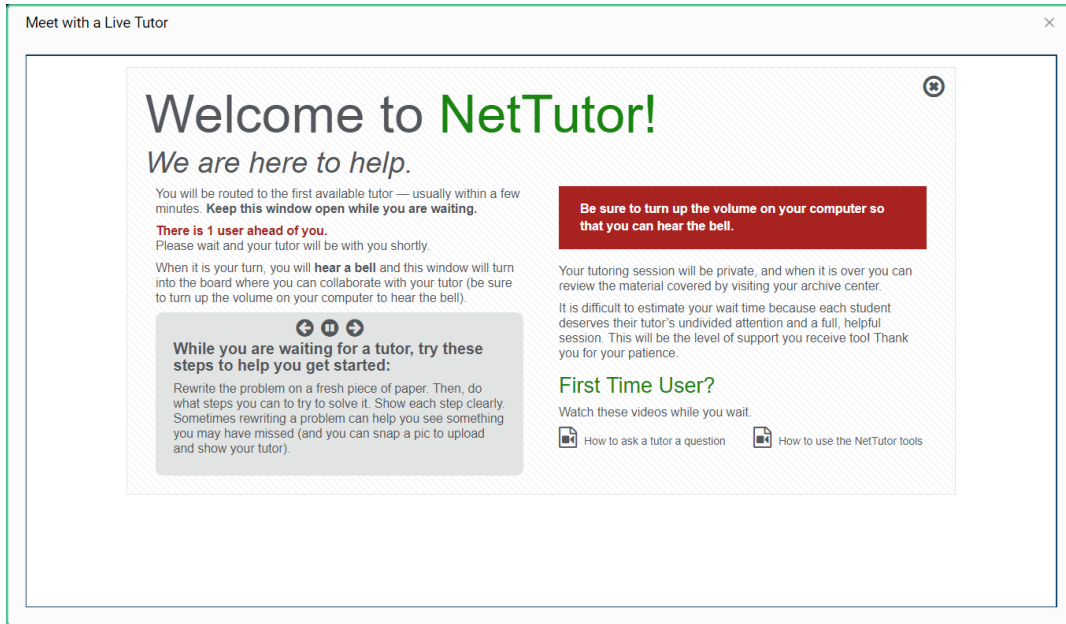 Meet with a Live Tutor
Welcome to NetTutor!
We are here to help.
You will be routed to the first available tutor — usually within a few
minutes. Keep this window open while you are waiting.
There is 1 user ahead of you.
Please wait and your tutor will be with you shortly.
When it is your turn, you will hear a bell and this window will turn
into the board where you can collaborate with your tutor (be sure
to turn up the volume on your computer to hear the bell).
While you are waiting for a tutor, try these
steps to help you get started:
Rewrite the problem on a fresh piece of paper. Then, do
what steps you can to try to solve it. Show each step clearly.
Sometimes rewriting a problem can help you see something
you may have missed (and you can snap a pic to upload
and show your tutor).
Be sure to turn up the volume on your computer so
that you can hear the bell.
Your tutoring session will be private, and when it is over you can
review the material covered by visiting your archive center.
It is difficult to estimate your wait time because each student
deserves their tutor's undivided attention and a full, helpful
session. This will be the level of support you receive too! Thank
you for your patience.
First Time User?
Watch these videos while you wait.
How to ask a tutor a question
How to use the NetTutor tools